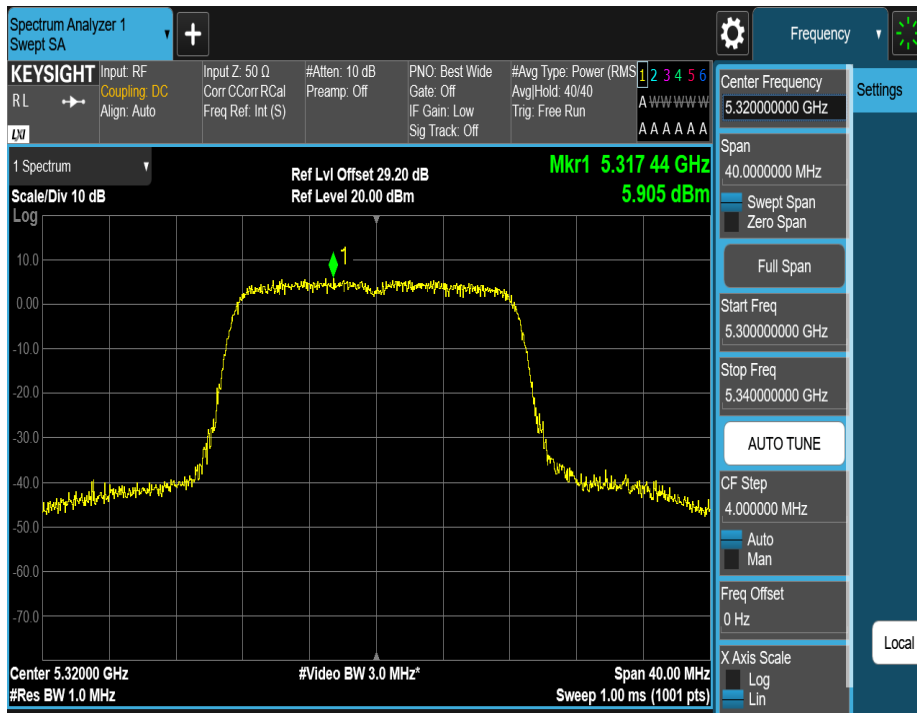 Spectrum Analyzer 1
Swept SA
+
Frequency
KEYSIGHT
RL
LXI
Input: RF
Coupling: DC
Align: Auto
Input Z: 50 Ω
Corr CCorr RCal
Freq Ref: Int (S)
#Atten: 10 dB
Preamp: Off
PNO: Best Wide
Gate: Off
IF Gain: Low
Sig Track: Off
#Avg Type: Power (RMS
Avg|Hold: 40/40
Trig: Free Run
1 2 3 4 5 6
A W W W W W
A A A A A A
1 Spectrum
Scale/Div 10 dB
Log
Ref Lvl Offset 29.20 dB
Ref Level 20.00 dBm
Mkr1 5.317 44 GHz
5.905 dBm
1
10.0
0.00
-10.0
-20.0
-30.0
-40.0
-50.0
-60.0
-70.0
Center 5.32000 GHz
#Res BW 1.0 MHz
#Video BW 3.0 MHz*
Span 40.00 MHz
Sweep 1.00 ms (1001 pts)
Center Frequency
5.320000000 GHz
Span
40.0000000 MHz
Swept Span
Zero Span
Full Span
Start Freq
5.300000000 GHz
Stop Freq
5.340000000 GHz
AUTO TUNE
CF Step
4.000000 MHz
Auto
Man
Freq Offset
0 Hz
X Axis Scale
Log
Lin
Settings
Local